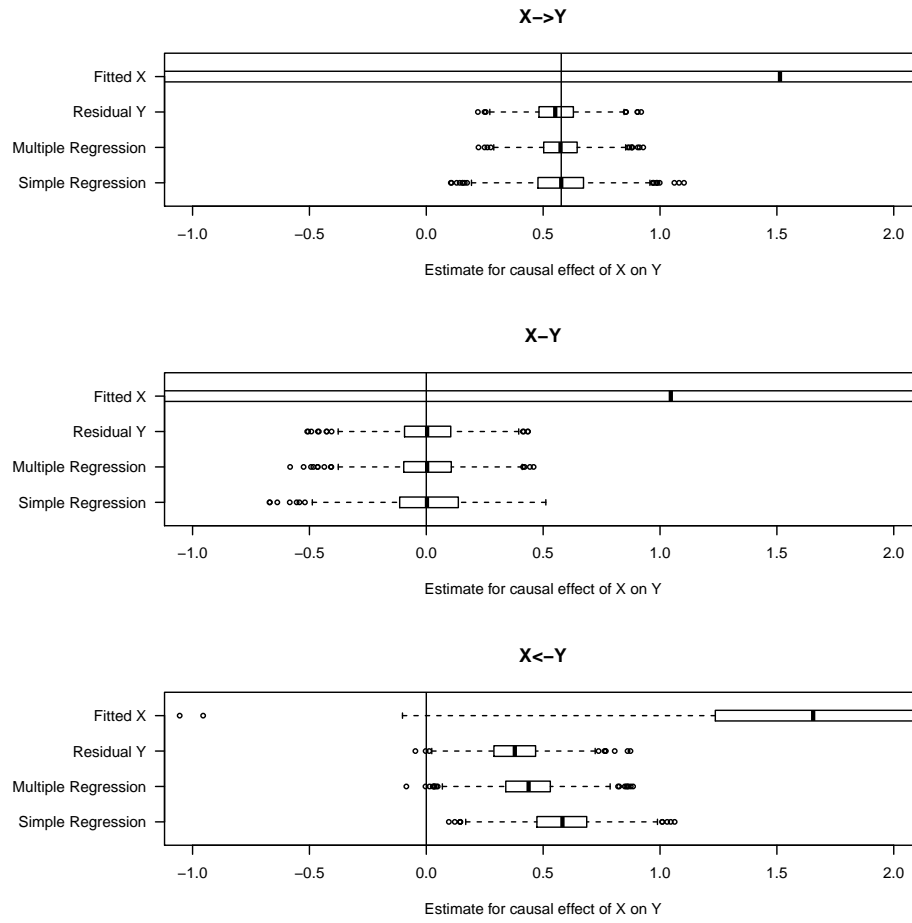 X->Y
Fitted X
Residual Y
Multiple Regression
Simple Regression
−1.0 −0.5 0.0 0.5 1.0 1.5 2.0
Estimate for causal effect of X on Y
X−Y
Fitted X
Residual Y
Multiple Regression
Simple Regression
−1.0 −0.5 0.0 0.5 1.0 1.5 2.0
Estimate for causal effect of X on Y
X<−Y
Fitted X
Residual Y
Multiple Regression
Simple Regression
−1.0 −0.5 0.0 0.5 1.0 1.5 2.0
Estimate for causal effect of X on Y